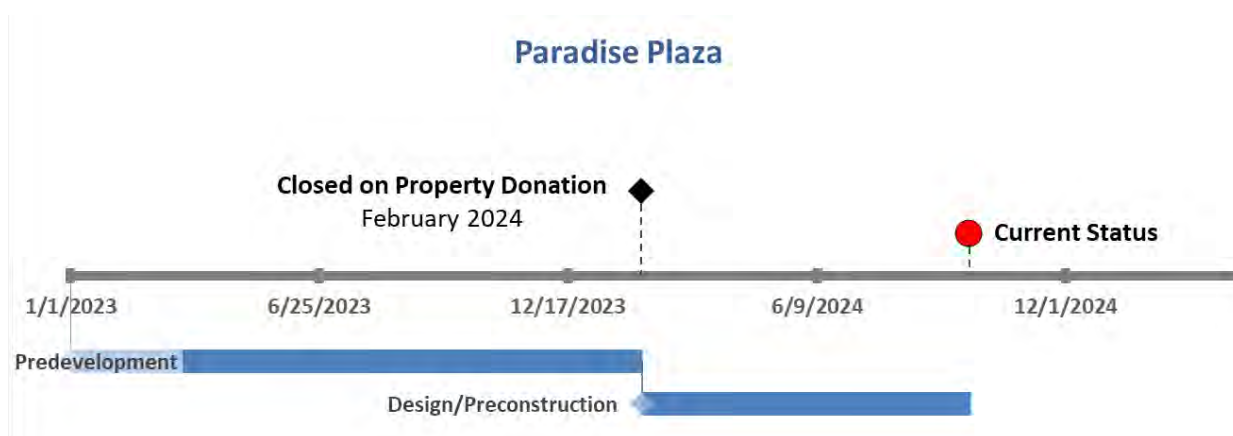 Paradise Plaza
Closed on Property Donation
February 2024
Current Status
1/1/2023
6/25/2023
12/17/2023
6/9/2024
12/1/2024
Predevelopment
Design/Preconstruction